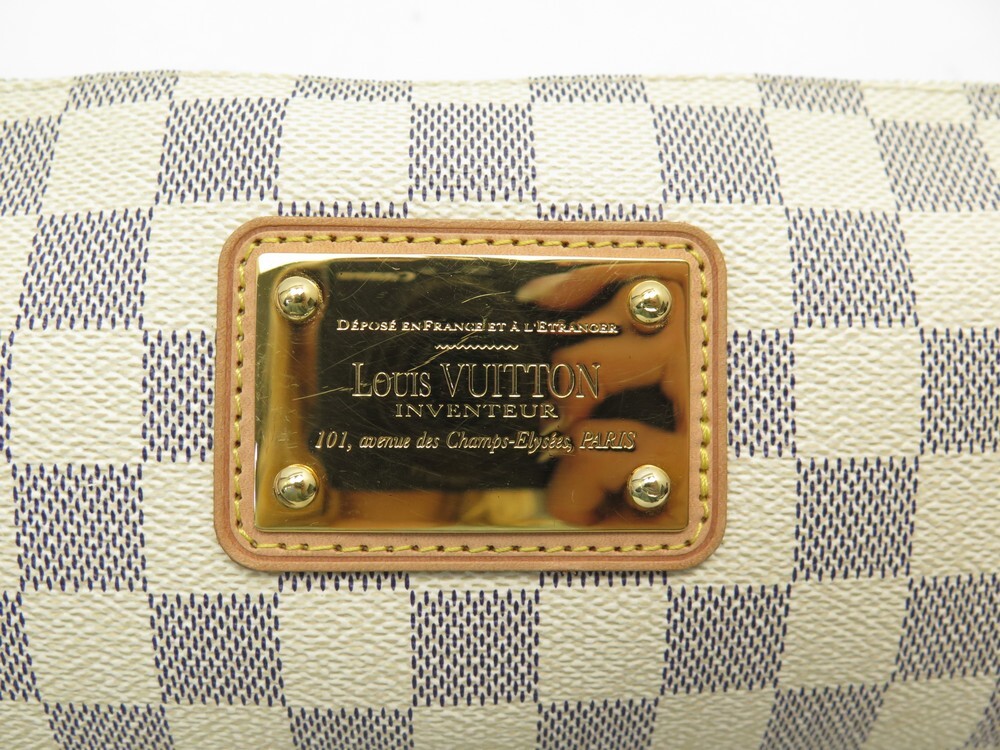 DÉPOSÉ EN FRANCE ET À L'ETRANGER
LOUIS VUITTON
INVENTEUR
101, avenue des Champs-Elysées, PARIS